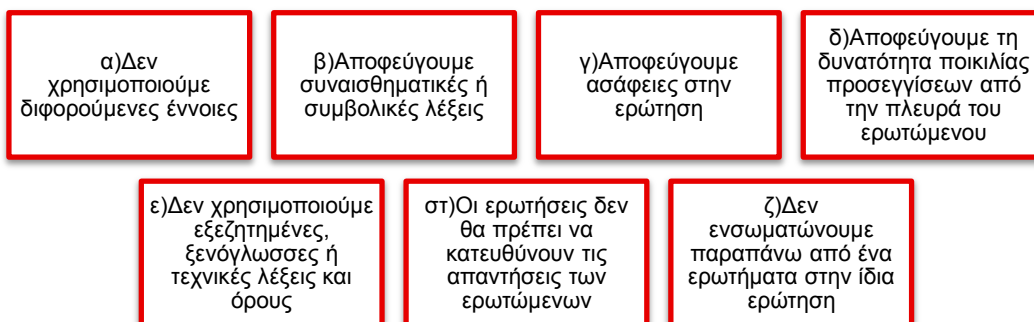 α)Δεν
χρησιμοποιούμε
διφορούμενες έννοιες
β)Αποφεύγουμε
συναισθηματικές ή
συμβολικές λέξεις
γ)Αποφεύγουμε
ασάφειες στην
ερώτηση
δ)Αποφεύγουμε τη
δυνατότητα ποικιλίας
προσεγγίσεων από
την πλευρά του
ερωτώμενου
ε)Δεν χρησιμοποιούμε
εξεζητημένες,
ξενόγλωσσες ή
τεχνικές λέξεις και
όρους
στ)Οι ερωτήσεις δεν
θα πρέπει να
κατευθύνουν τις
απαντήσεις των
ερωτώμενων
ζ)Δεν
ενσωματώνουμε
παραπάνω από ένα
ερωτήματα στην ίδια
ερώτηση